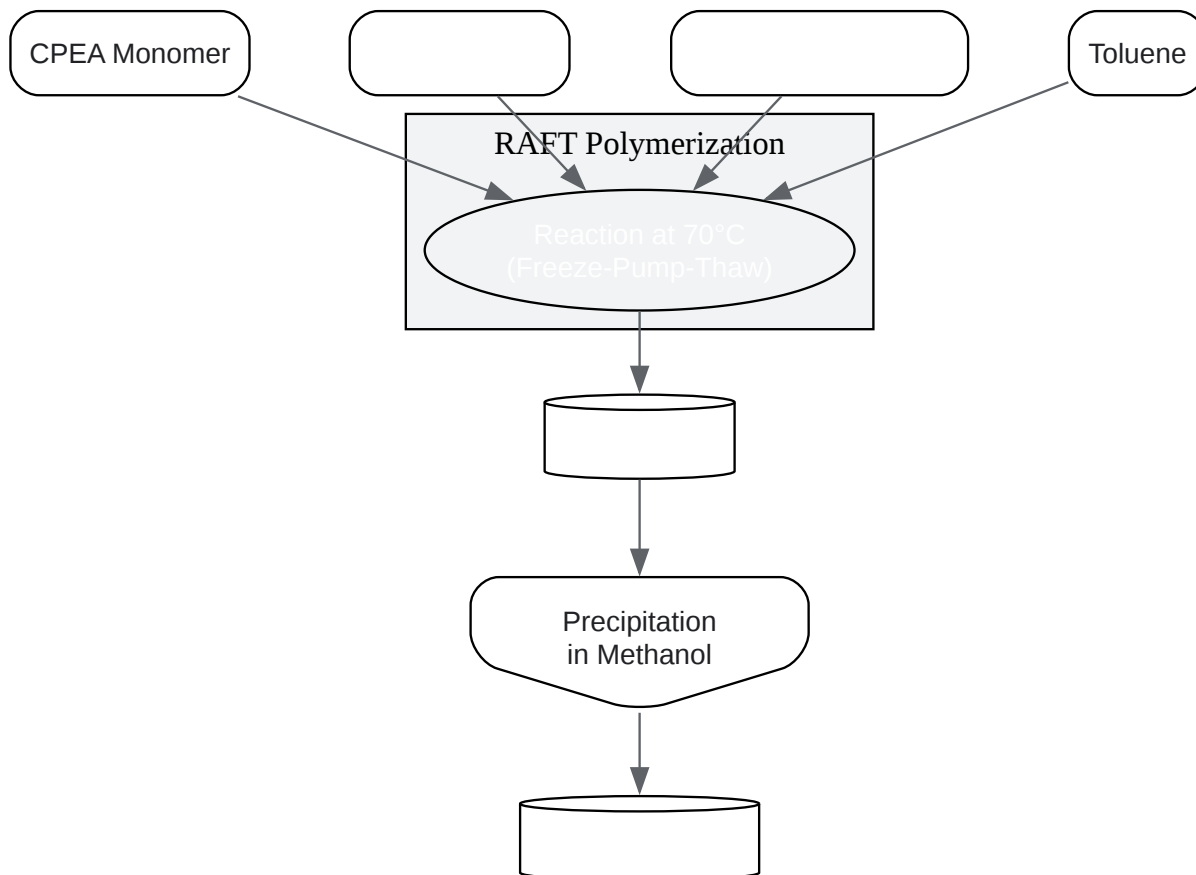 CPEA Monomer
Toluene
RAFT Polymerization
Reaction at 70°C
(Freeze-Pump-Thaw)
Precipitation
in Methanol